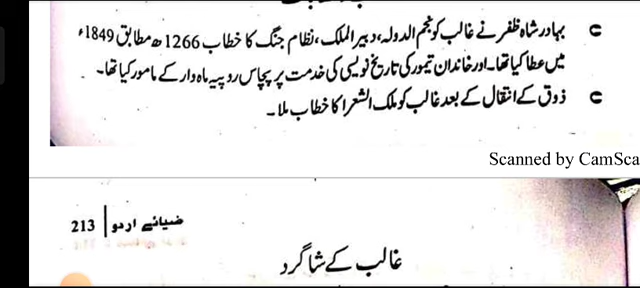 بہادر شاہ ظفر نے غالب کو نجم الدولہ، دبیر الملک، نظام جنگ کا خطاب 1266ھ مطابق 1849ء
میں عطا کیا تھا۔ اور خاندان تیمور کی تاریخ نویسی کی خدمت پر پچاس روپیہ ماہ وار کے مامور کیا تھا۔
ذوق کے انتقال کے بعد غالب کو ملک الشعرا کا خطاب ملا۔
Scanned by CamSca
ضیائے اردو | 213
غالب کے شاگرد